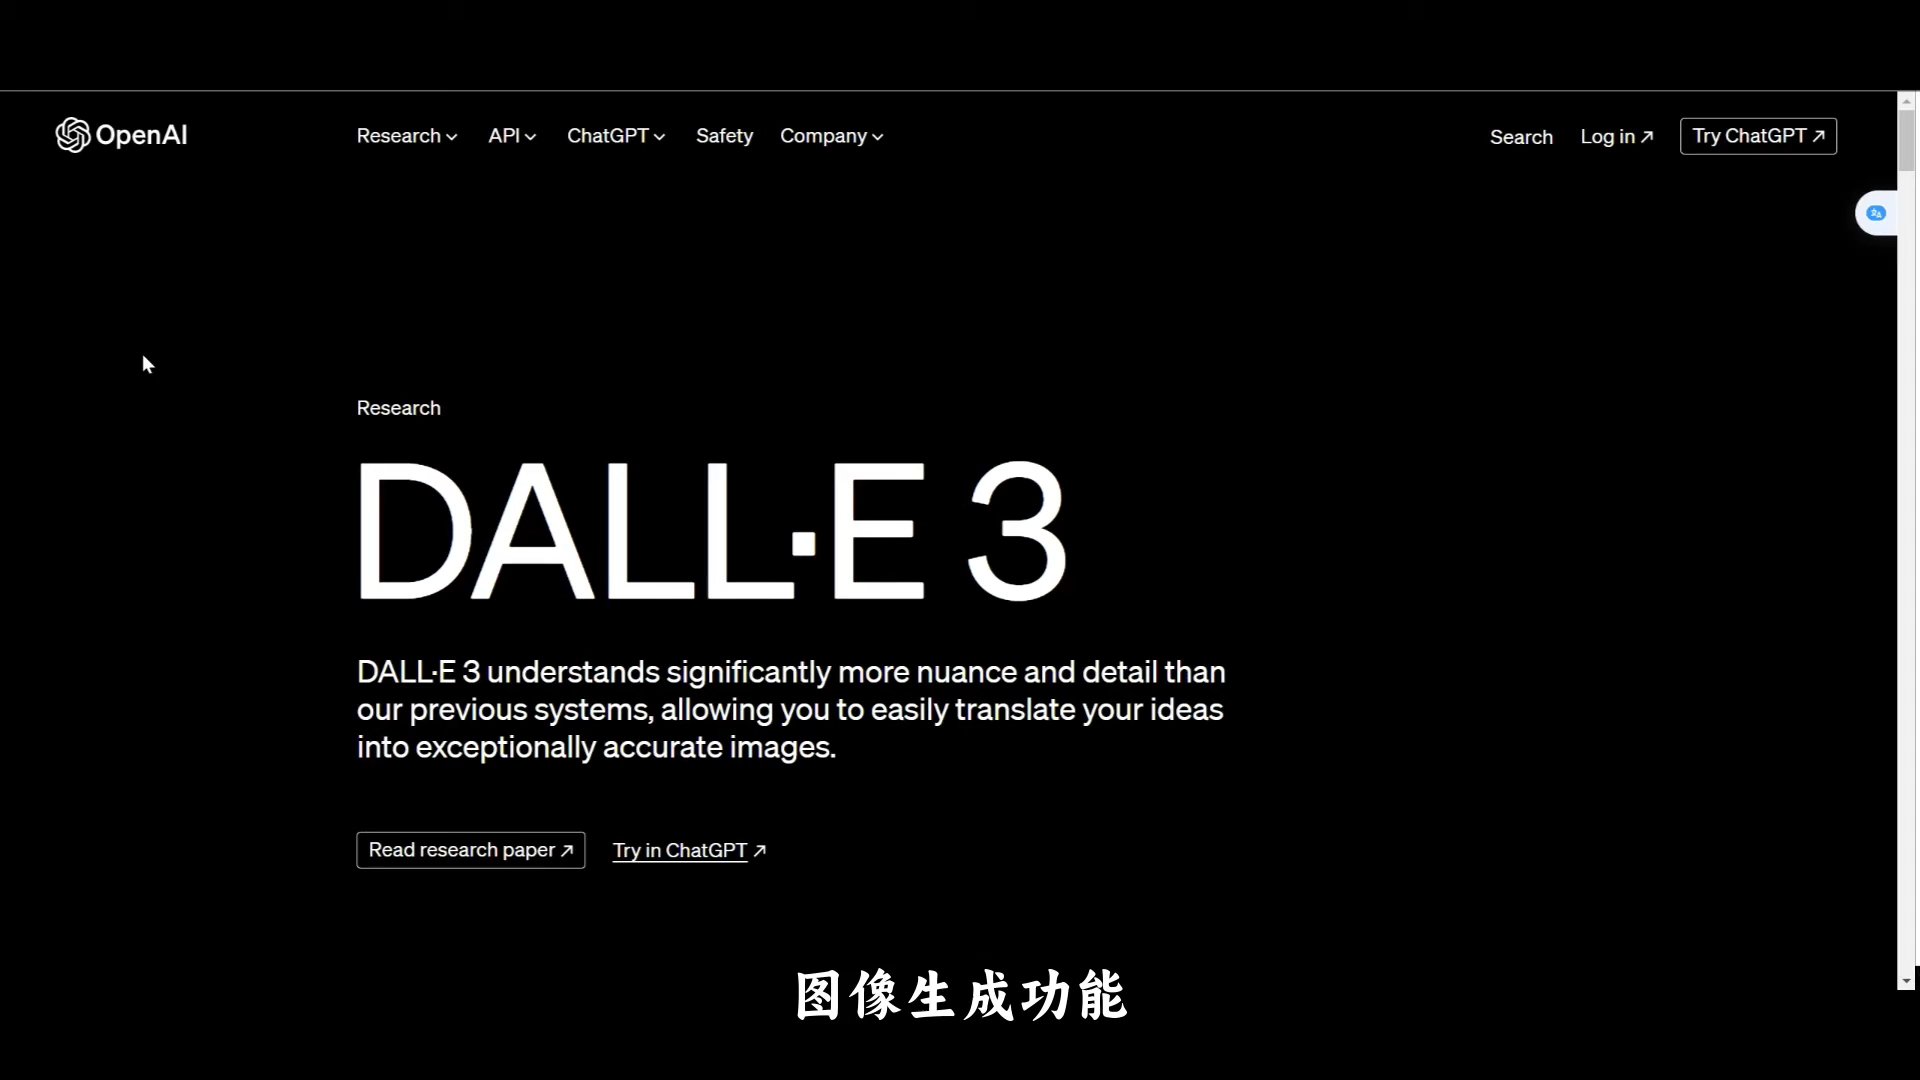 OpenAI
Research
API
ChatGPT
Safety
Company
Search
Log in ↗
Try ChatGPT ↗
Research
DALL·E 3
DALL·E 3 understands significantly more nuance and detail than
our previous systems, allowing you to easily translate your ideas
into exceptionally accurate images.
Read research paper ↗
Try in ChatGPT ↗
图像生成功能